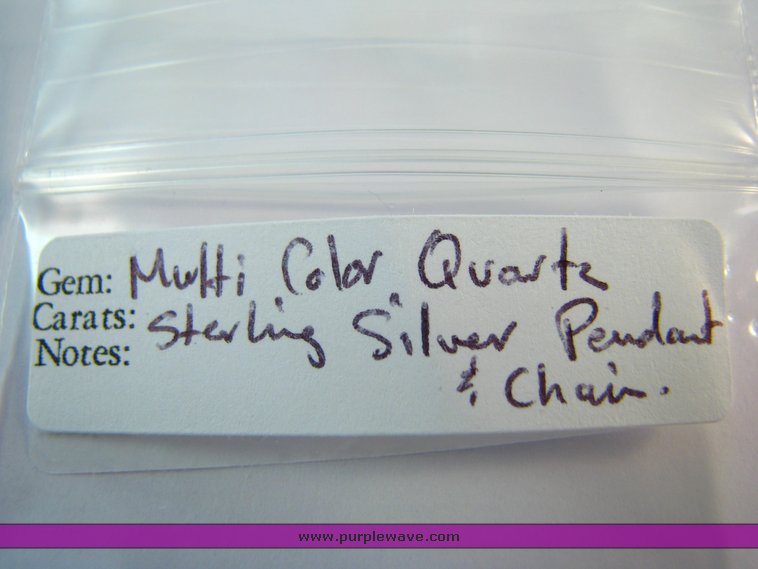 Gem: Multi Color Quartz
Carats: Sterling Silver Pendant
Notes: & Chain.
www.purplewave.com